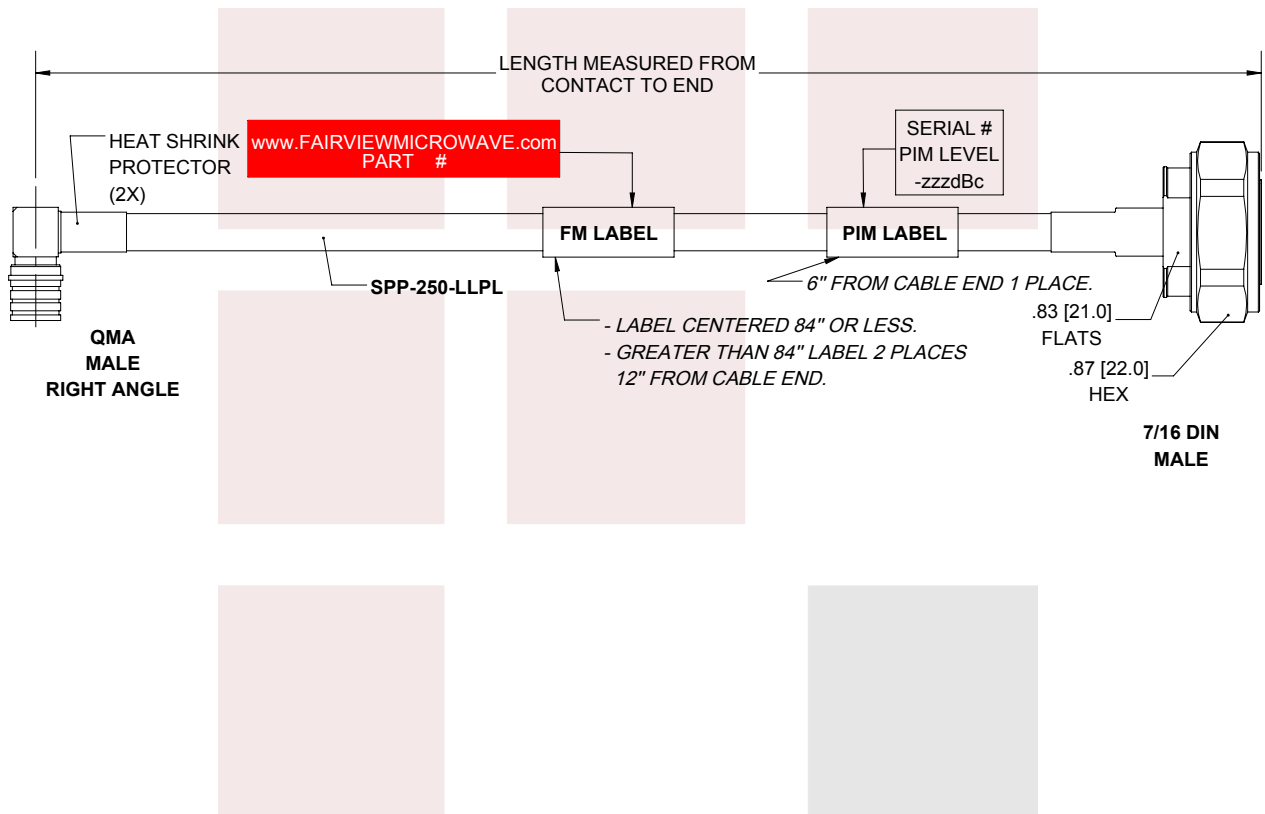 LENGTH MEASURED FROM
CONTACT TO END
HEAT SHRINK
PROTECTOR
(2X)
www.FAIRVIEWMICROWAVE.com
PART #
SERIAL #
PIM LEVEL
-zzzdBc
FM LABEL
PIM LABEL
SPP-250-LLPL
6" FROM CABLE END 1 PLACE.
- LABEL CENTERED 84" OR LESS.
- GREATER THAN 84" LABEL 2 PLACES
12" FROM CABLE END.
.83 [21.0]
FLATS
.87 [22.0]
HEX
QMA
MALE
RIGHT ANGLE
7/16 DIN
MALE